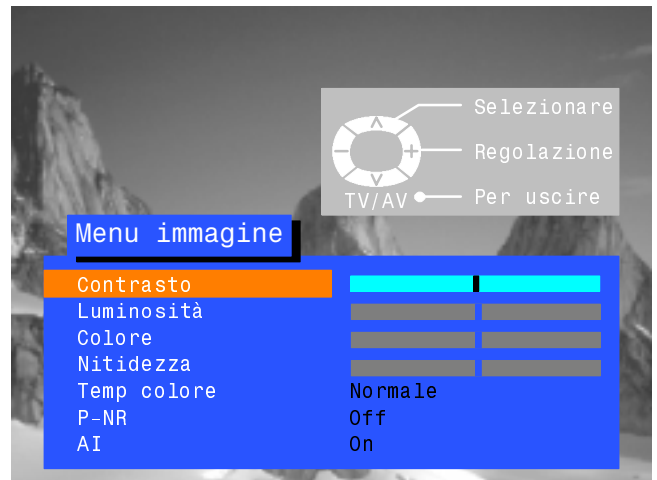 Selezionare
Regolazione
TV/AV Per uscire
Menu immagine
Contrasto
Luminosità
Colore
Nitidezza
Temp colore Normale
P-NR Off
AI On